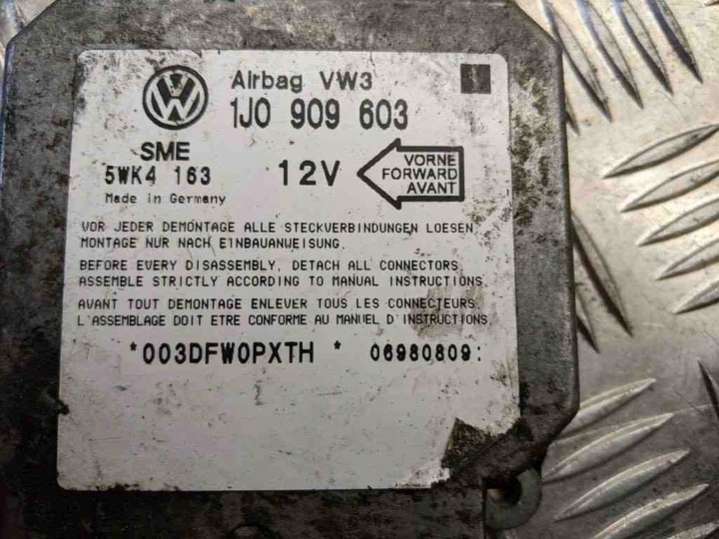 Airbag VW3
1J0 909 603
SME
5WK4 163
12V
VORNE
FORWARD
AVANT
Made in Germany
VOR JEDER DEMONTAGE ALLE STECKVERBINDUNGEN LOESEN
MONTAGE NUR NACH EINBAUANWEISUNG.
BEFORE EVERY DISASSEMBLY, DETACH ALL CONNECTORS
ASSEMBLE STRICTLY ACCORDING TO MANUAL INSTRUCTIONS.
AVANT TOUT DEMONTAGE ENLEVER TOUS LES CONNECTEURS
L'ASSEMBLAGE DOIT ETRE CONFORME AU MANUEL D'INSTRUCTIONS
*003DFW0PXTH * 06980809: